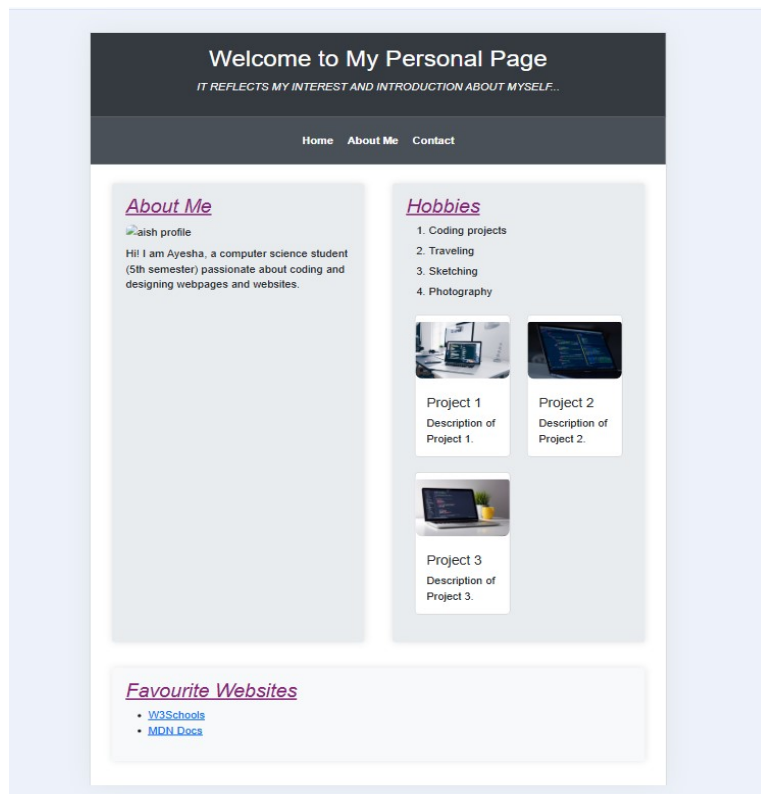 Welcome to My Personal Page
IT REFLECTS MY INTEREST AND INTRODUCTION ABOUT MYSELF...
Home About Me Contact
About Me
aish profile
Hi! I am Ayesha, a computer science student
(5th semester) passionate about coding and
designing webpages and websites.
Hobbies
1. Coding projects
2. Traveling
3. Sketching
4. Photography
Project 1
Description of
Project 1.
Project 2
Description of
Project 2.
Project 3
Description of
Project 3.
Favourite Websites
• W3Schools
• MDN Docs